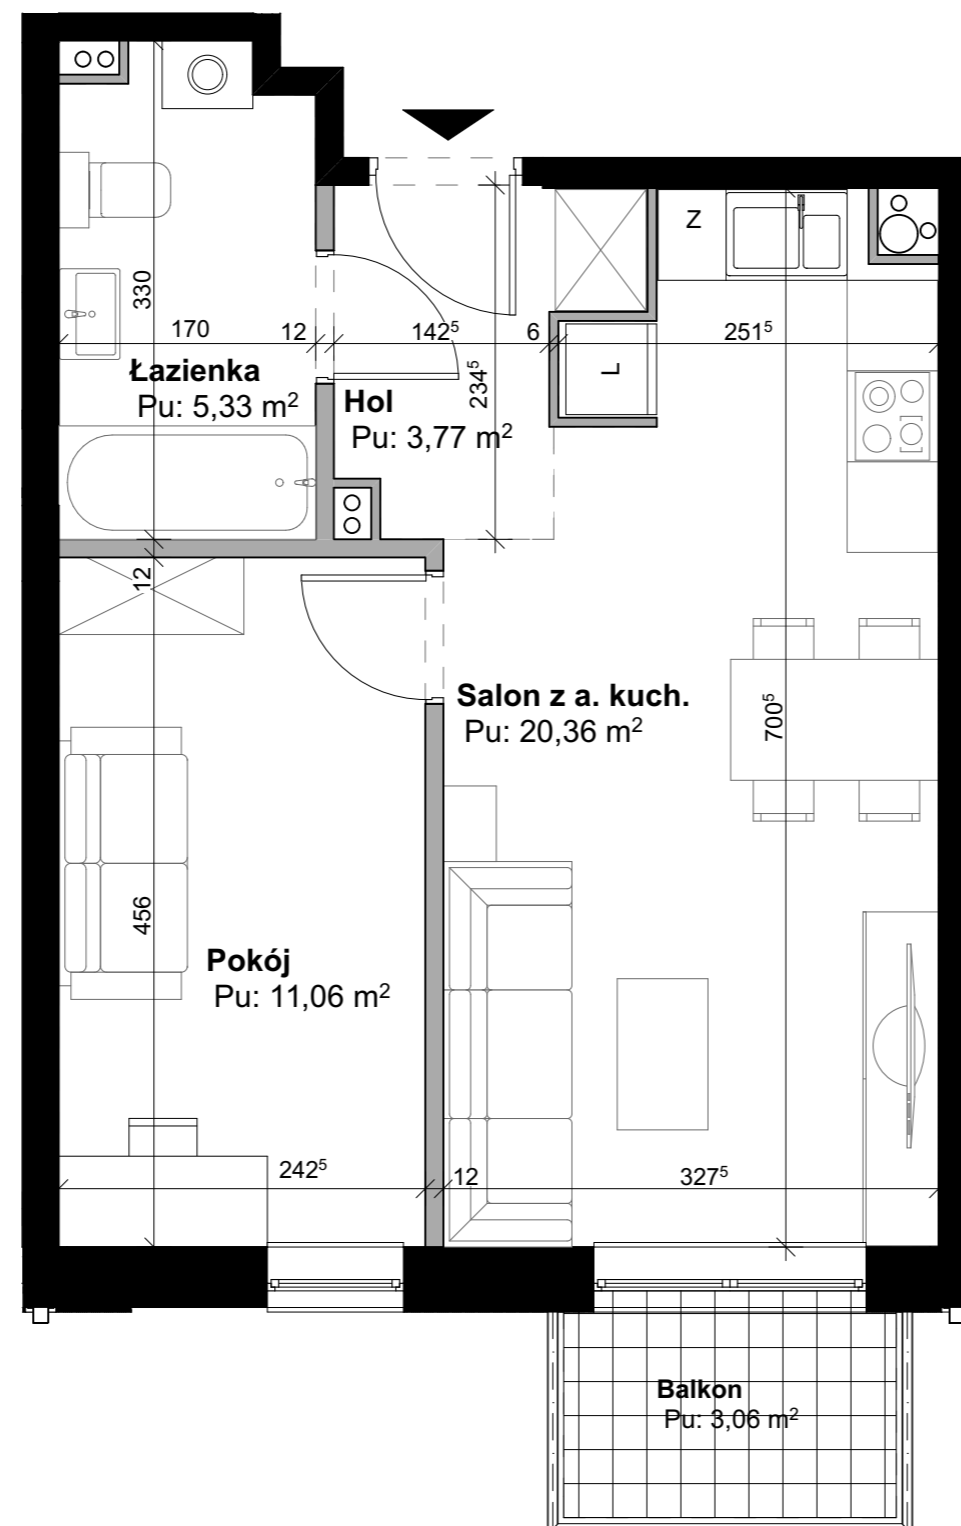 Z
330
170
12
142⁵
6
251⁵
L
234⁵
Łazienka
Pu: 5,33 m²
Hol
Pu: 3,77 m²
12
Salon z a. kuch.
Pu: 20,36 m²
700⁵
456
Pokój
Pu: 11,06 m²
242⁵
12
327⁵
Balkon
Pu: 3,06 m²